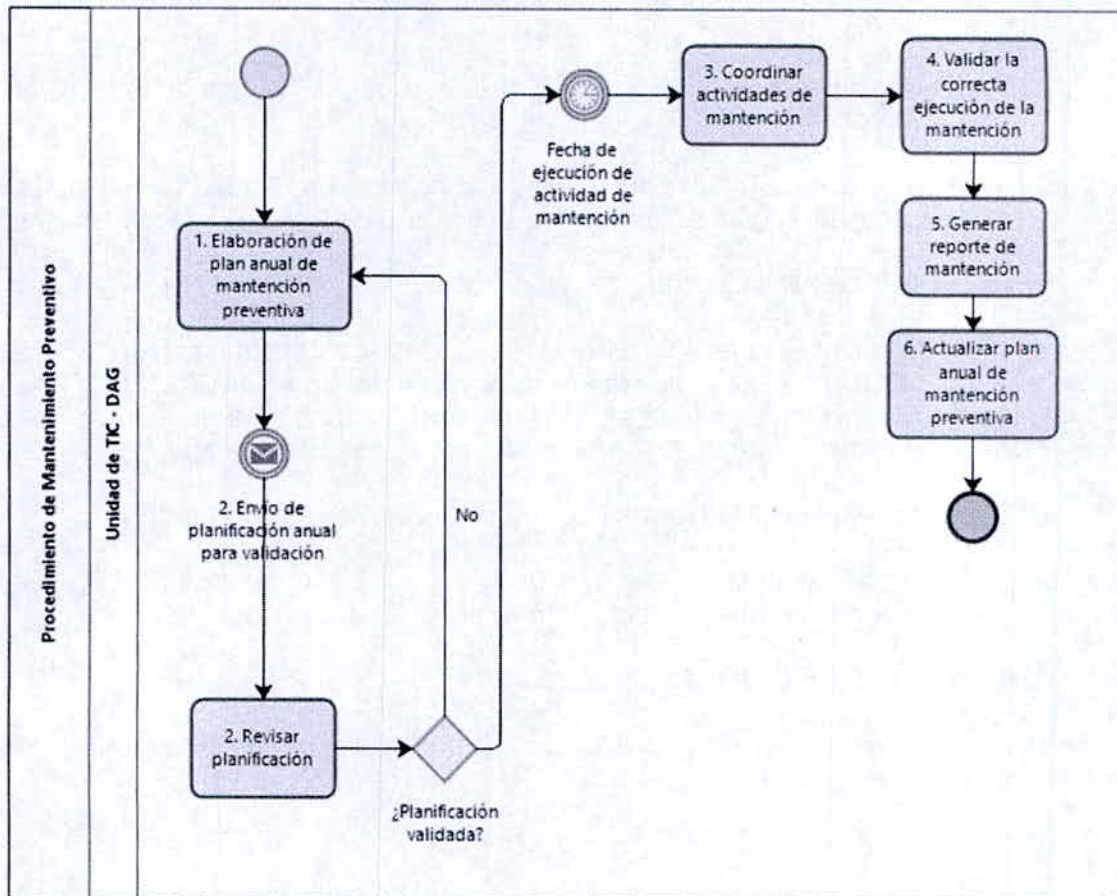 Procedimiento de Mantenimiento Preventivo
Unidad de TIC - DAG
1. Elaboración de
plan anual de
mantención
preventiva
2. Envío de
planificación anual
para validación
2. Revisar
planificación
¿Planificación
validada?
No
Fecha de
ejecución de
actividad de
mantención
3. Coordinar
actividades de
mantención
4. Validar la
correcta
ejecución de la
mantención
5. Generar
reporte de
mantención
6. Actualizar plan
anual de
mantención
preventiva